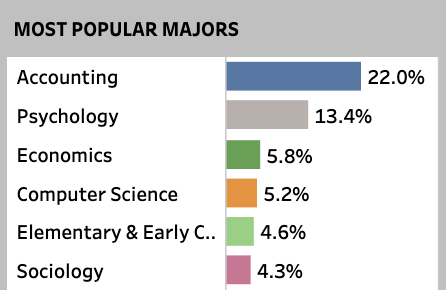 MOST POPULAR MAJORS
Accounting 22.0%
Psychology 13.4%
Economics 5.8%
Computer Science 5.2%
Elementary & Early C.. 4.6%
Sociology 4.3%